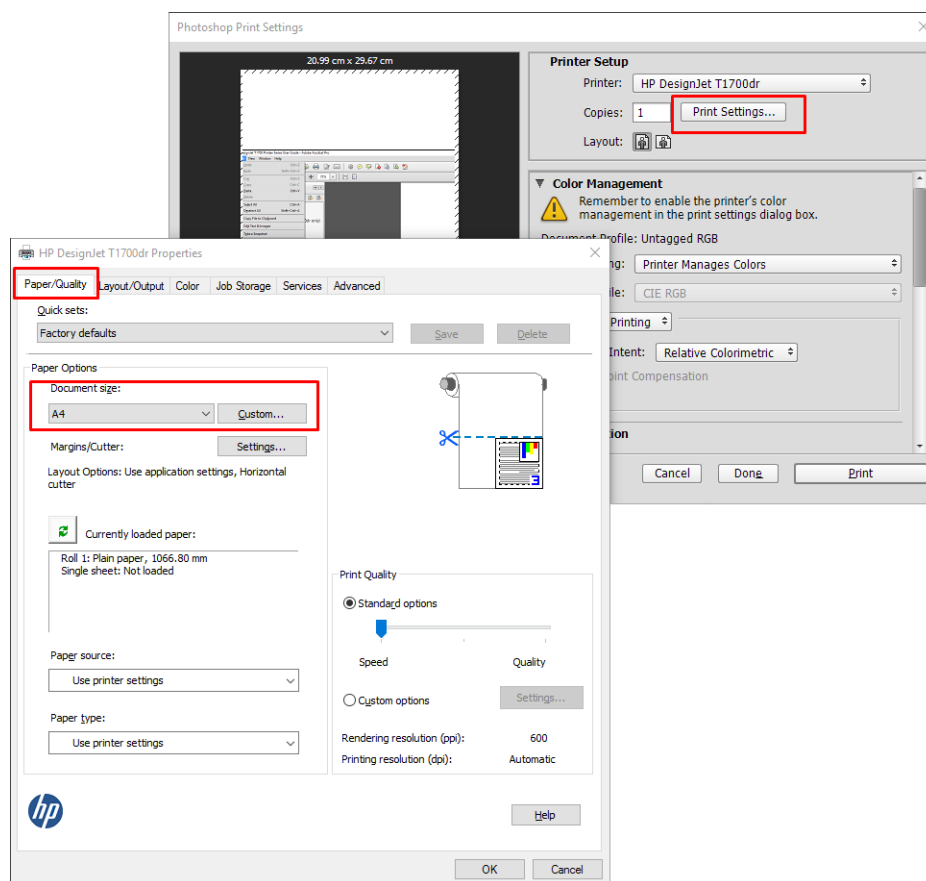 Photoshop Print Settings
20.99 cm x 29.67 cm
Printer Setup
Printer: HP DesignJet T1700dr
Copies: 1 Print Settings...
Layout:
Color Management
Remember to enable the printer's color
management in the print settings dialog box.
Document Profile: Untagged RGB
ng: Printer Manages Colors
ile: CIE RGB
Printing
Intent: Relative Colorimetric
oint Compensation
ion
Cancel Done Print
HP DesignJet T1700dr Properties
Paper/Quality Layout/Output Color Job Storage Services Advanced
Quick sets:
Factory defaults Save Delete
Paper Options
Document size:
A4 Custom...
Margins/Cutter: Settings...
Layout Options: Use application settings, Horizontal
cutter
Currently loaded paper:
Roll 1: Plain paper, 1066.80 mm
Single sheet: Not loaded
Paper source:
Use printer settings
Paper type:
Use printer settings
3
Print Quality
Standard options
Speed Quality
Custom options Settings...
Rendering resolution (ppi): 600
Printing resolution (dpi): Automatic
hp
Help
OK Cancel